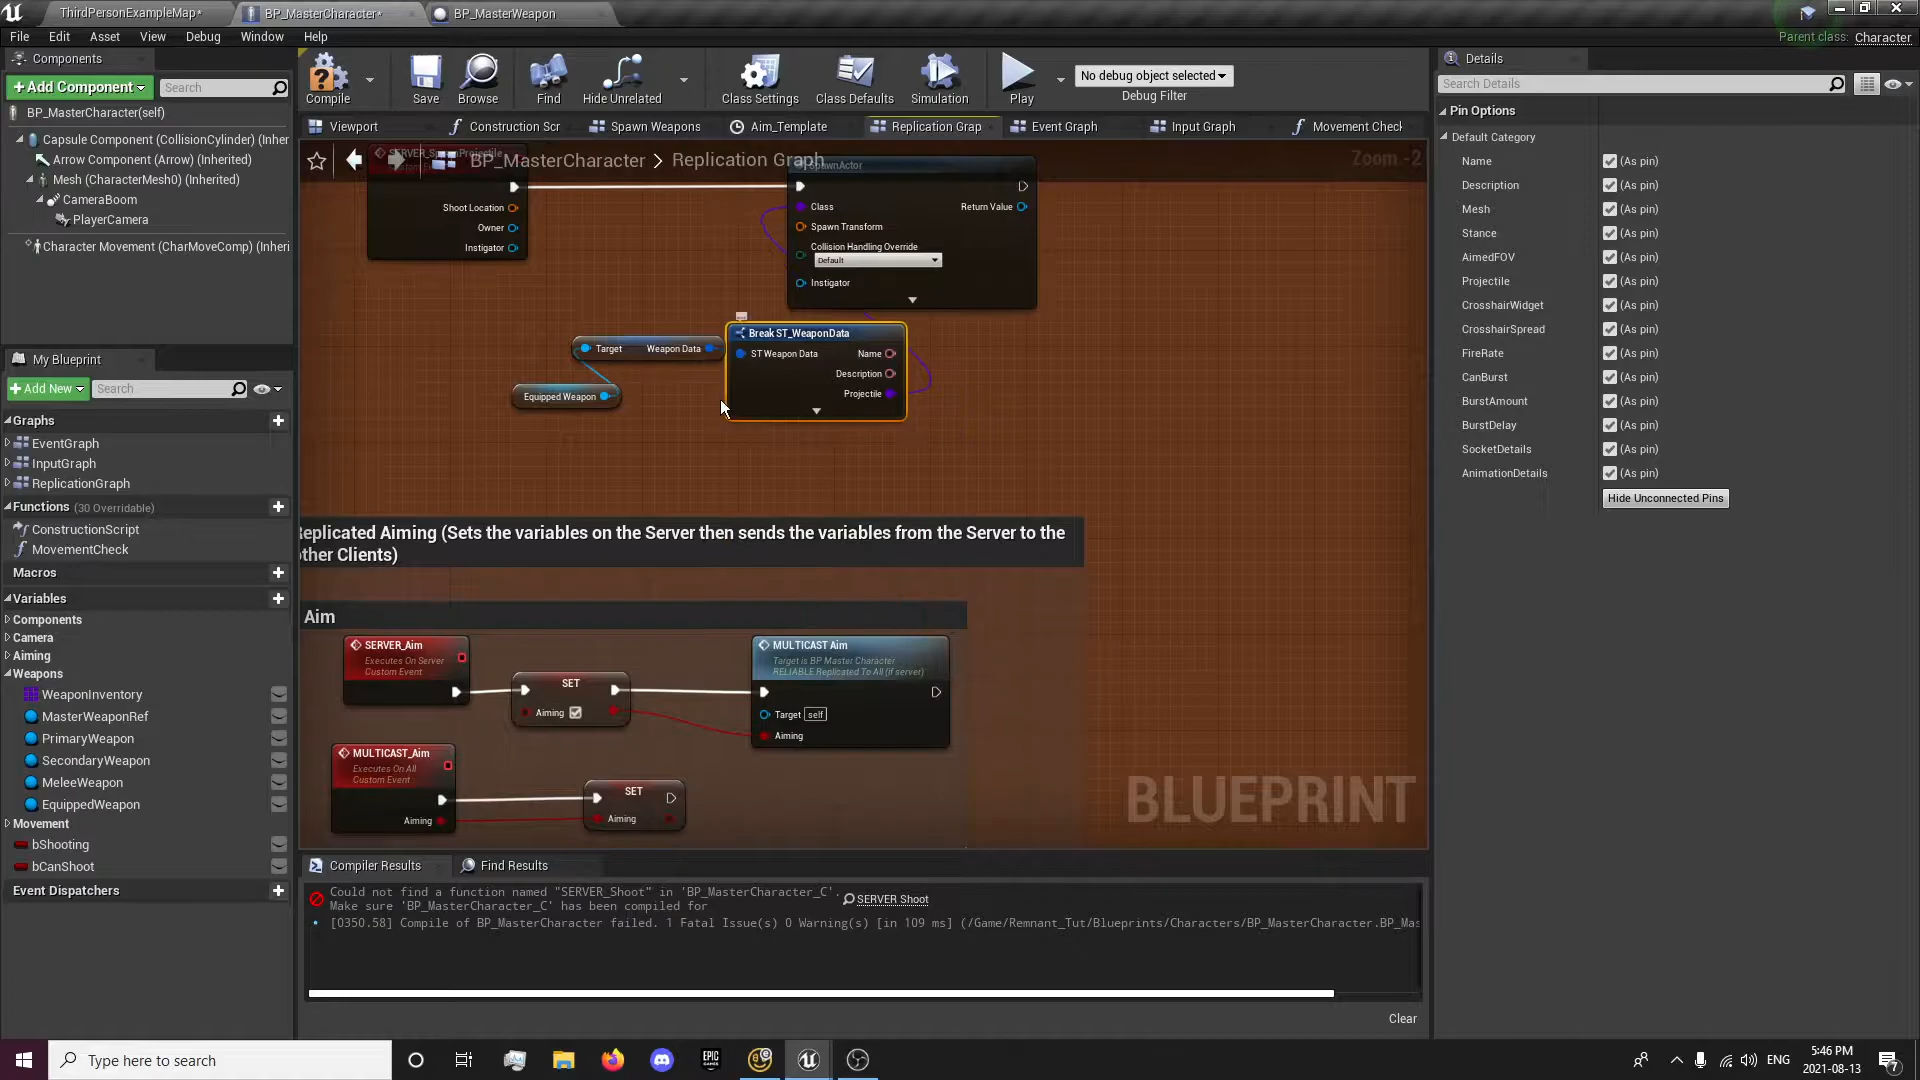 ThirdPersonExampleMap*
BP_MasterCharacter*
BP_MasterWeapon
File Edit Asset View Debug Window Help
Parent class: Character
Components
+Add Component
Search
BP_MasterCharacter(self)
Capsule Component (CollisionCylinder) (Inher
Arrow Component (Arrow) (Inherited)
Mesh (CharacterMesh0) (Inherited)
CameraBoom
PlayerCamera
Character Movement (CharMoveComp) (Inheri
My Blueprint
+Add New
Search
Graphs
EventGraph
InputGraph
ReplicationGraph
Functions (30 Overridable)
ConstructionScript
MovementCheck
Macros
Variables
Components
Camera
Aiming
Weapons
WeaponInventory
MasterWeaponRef
PrimaryWeapon
SecondaryWeapon
MeleeWeapon
EquippedWeapon
Movement
bShooting
bCanShoot
Event Dispatchers
Compile Save Browse Find Hide Unrelated Class Settings Class Defaults Simulation Play
No debug object selected
Debug Filter
Viewport Construction Scr Spawn Weapons Aim_Template Replication Grap Event Graph Input Graph Movement Check
BP_MasterCharacter > Replication Graph
Zoom -2
SERVER_SpawnProjectile
Shoot Location
Owner
Instigator
SpawnActor
Class
Return Value
Spawn Transform
Collision Handling Override
Default
Instigator
Target Weapon Data
Equipped Weapon
Break ST_WeaponData
ST Weapon Data
Name
Description
Projectile
Replicated Aiming (Sets the variables on the Server then sends the variables from the Server to the
other Clients)
Aim
SERVER_Aim
Executes On Server
Custom Event
SET
Aiming
MULTICAST Aim
Target is BP Master Character
RELIABLE Replicated To All (if server)
Target self
Aiming
MULTICAST_Aim
Executes On All
Custom Event
Aiming
SET
Aiming
BLUEPRINT
Compiler Results
Find Results
Could not find a function named "SERVER_Shoot" in 'BP_MasterCharacter_C'.
Make sure 'BP_MasterCharacter_C' has been compiled for
SERVER Shoot
[0350.58] Compile of BP_MasterCharacter failed. 1 Fatal Issue(s) 0 Warning(s) [in 109 ms] (/Game/Remnant_Tut/Blueprints/Characters/BP_MasterCharacter.BP_Mas
Clear
Details
Search Details
Pin Options
Default Category
Name (As pin)
Description (As pin)
Mesh (As pin)
Stance (As pin)
AimedFOV (As pin)
Projectile (As pin)
CrosshairWidget (As pin)
CrosshairSpread (As pin)
FireRate (As pin)
CanBurst (As pin)
BurstAmount (As pin)
BurstDelay (As pin)
SocketDetails (As pin)
AnimationDetails (As pin)
Hide Unconnected Pins
Type here to search
EPIC
ENG
5:46 PM
2021-08-13
7